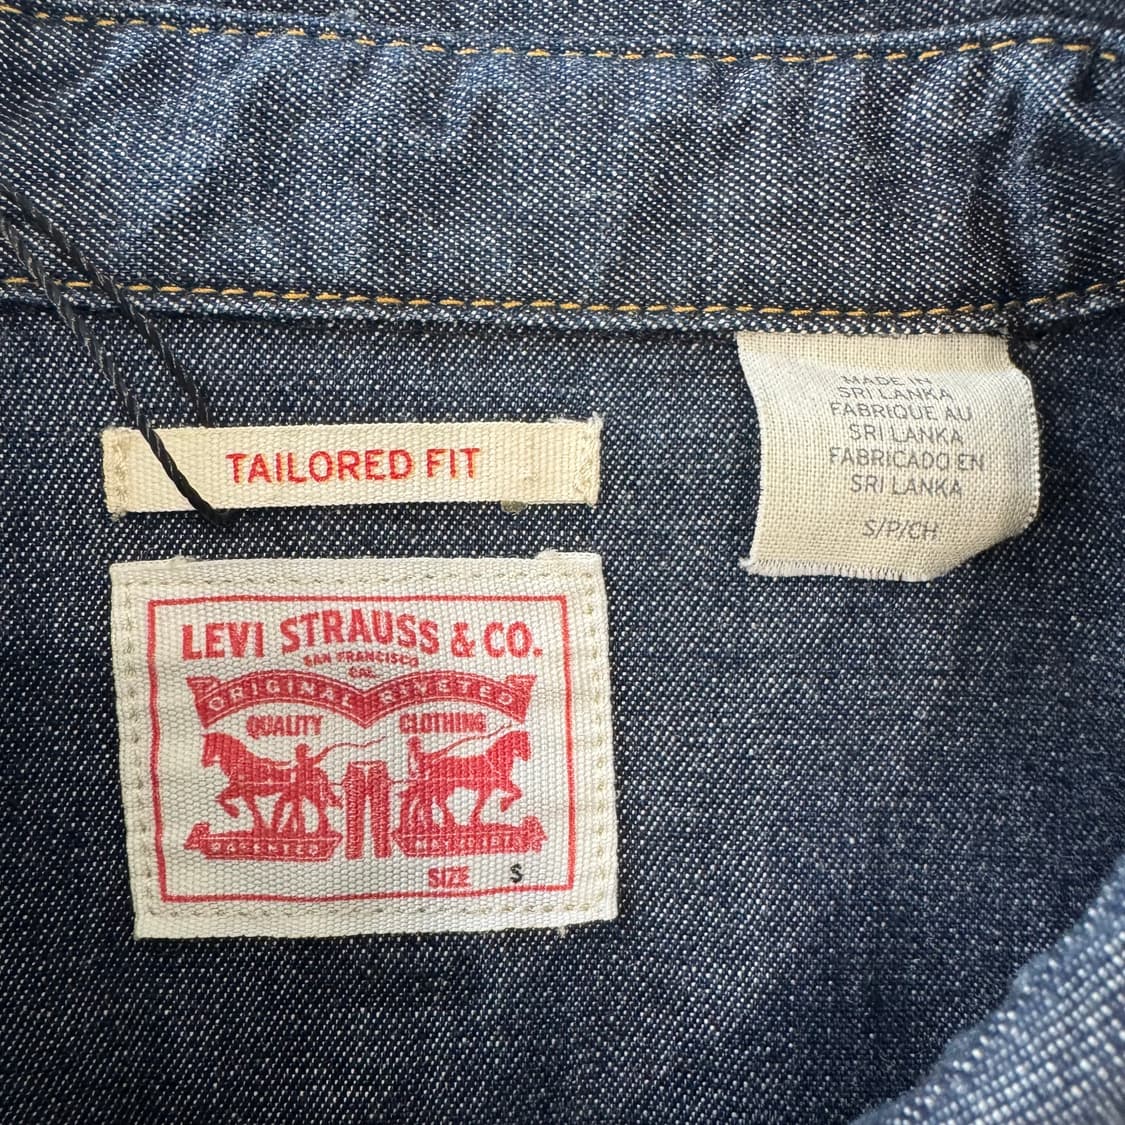 TAILORED FIT
LEVI STRAUSS & CO.
SAN FRANCISCO
CAL.
ORIGINAL RIVETED
QUALITY CLOTHING
PATENTED
SIZE S
MADE IN
SRI LANKA
FABRIQUE AU
SRI LANKA
FABRICADO EN
SRI LANKA
S/P/CH